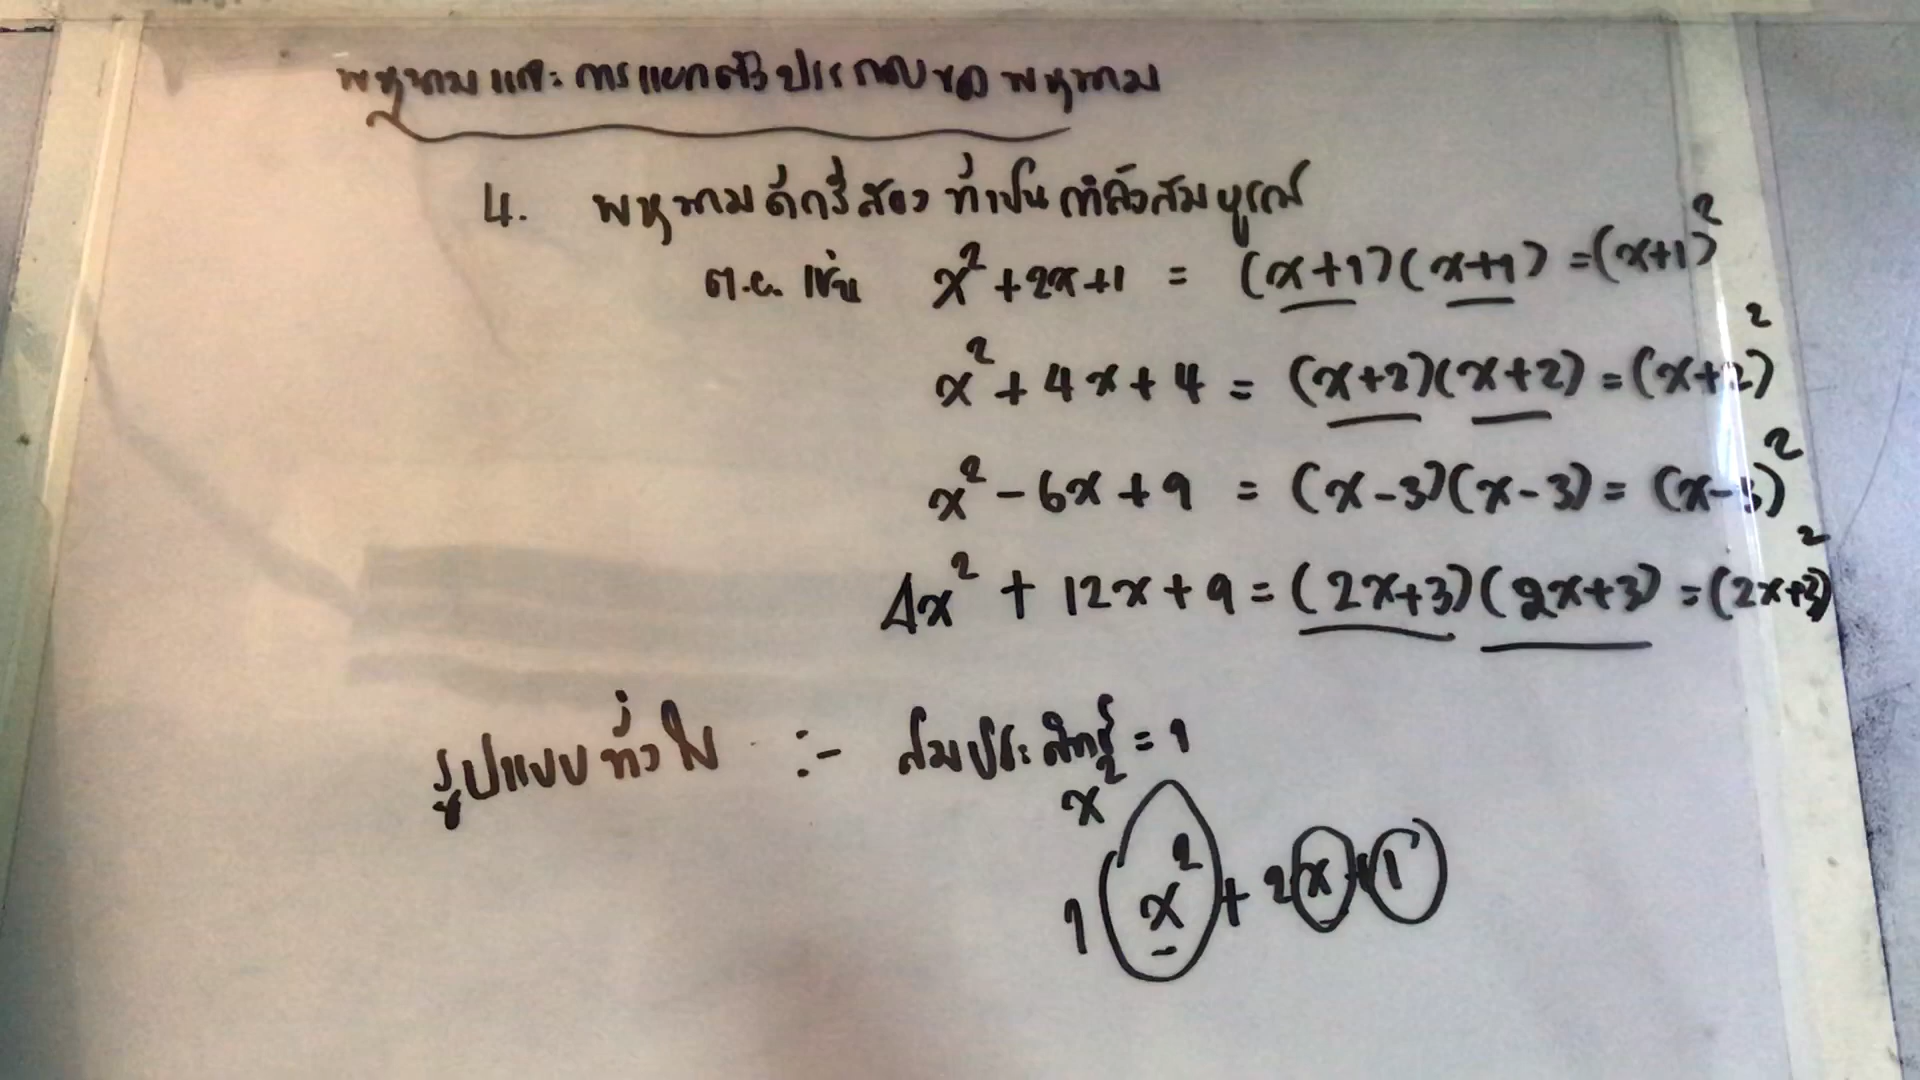 พหุนามและการแยกตัวประกอบของพหุนาม
4. พหุนามดีกรีสองที่เป็นกำลังสมบูรณ์
ต.ย. เช่น x² + 2x + 1 = (x+1)(x+1) = (x+1)²
x² + 4x + 4 = (x+2)(x+2) = (x+2)²
x² - 6x + 9 = (x-3)(x-3) = (x-3)²
4x² + 12x + 9 = (2x+3)(2x+3) = (2x+3)²
รูปแบบทั่วไป :- สัมประสิทธิ์ = 1
x²
1(x² + 2x + 1)